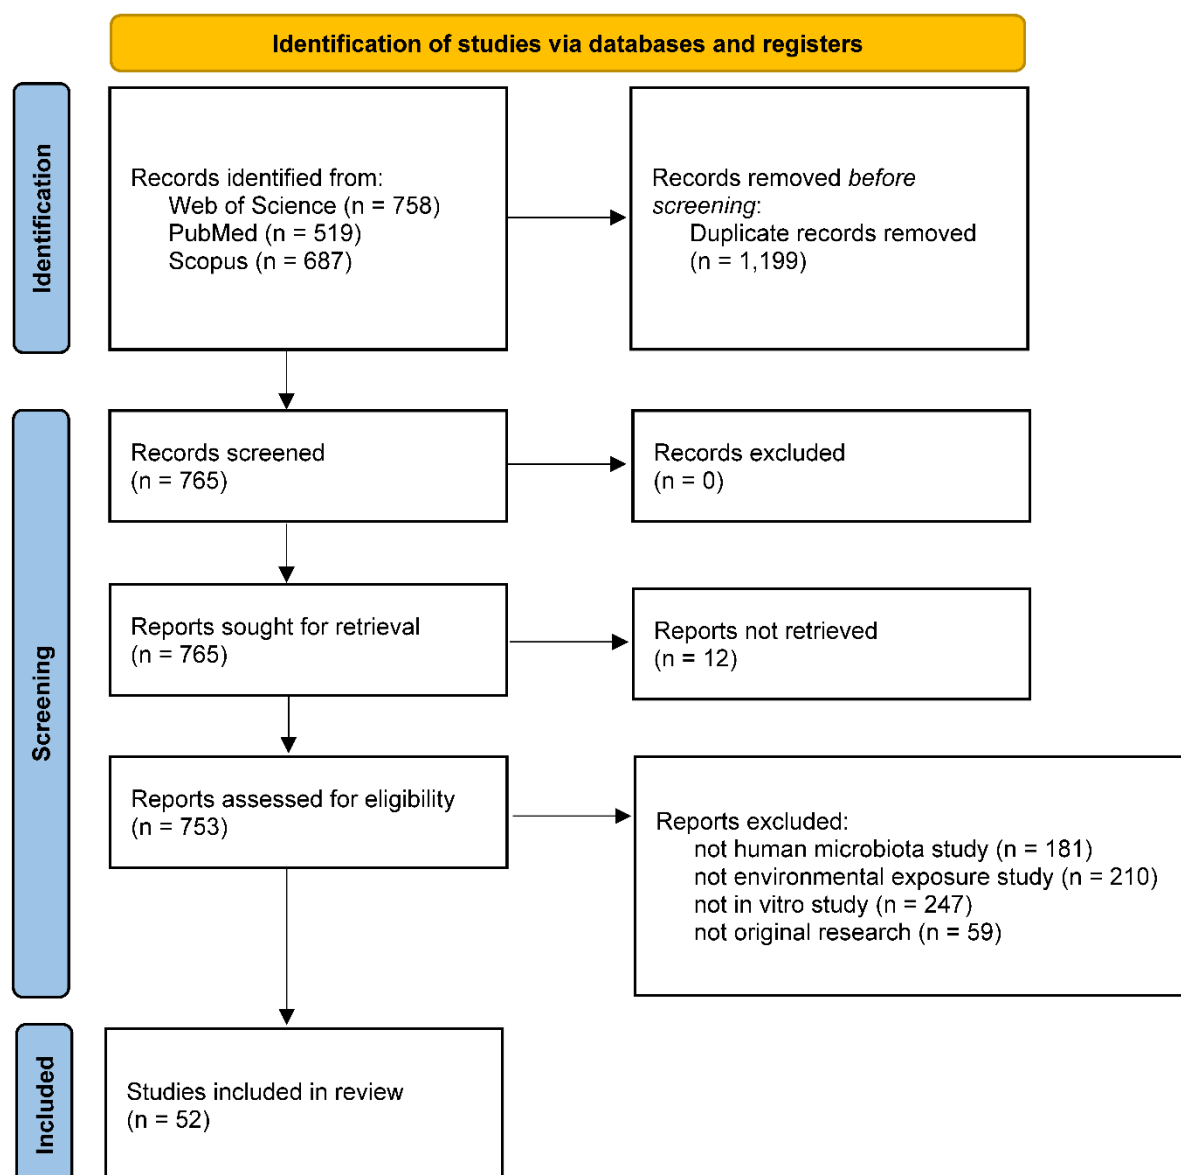 Identification of studies via databases and registers
Identification
Records identified from:
Web of Science (n = 758)
PubMed (n = 519)
Scopus (n = 687)
Records removed before
screening:
Duplicate records removed
(n = 1,199)
Screening
Records screened
(n = 765)
Records excluded
(n = 0)
Reports sought for retrieval
(n = 765)
Reports not retrieved
(n = 12)
Reports assessed for eligibility
(n = 753)
Reports excluded:
not human microbiota study (n = 181)
not environmental exposure study (n = 210)
not in vitro study (n = 247)
not original research (n = 59)
Included
Studies included in review
(n = 52)